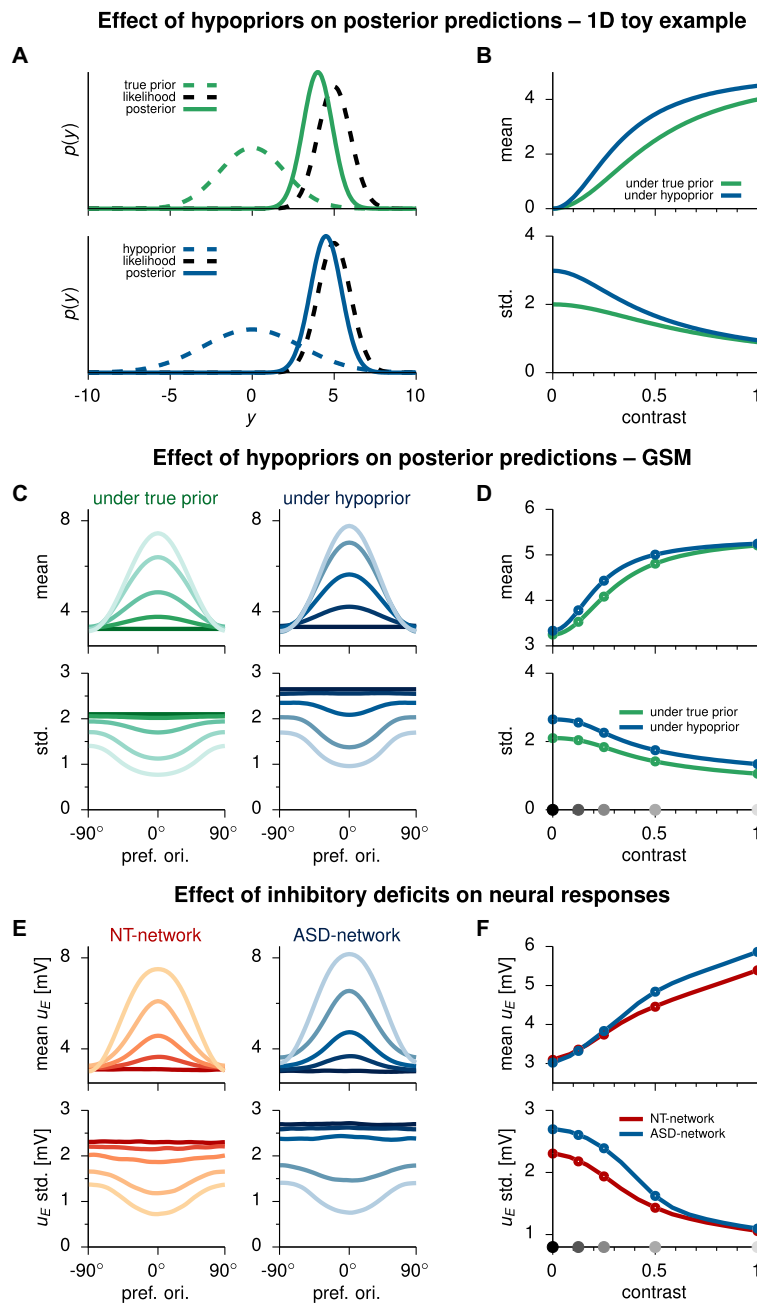 Effect of hypopriors on posterior predictions – 1D toy example
A
B
true prior
likelihood
posterior
p(y)
hypoprior
likelihood
posterior
p(y)
-10 -5 0 5 10
y
4
2
0
mean
under true prior
under hypoprior
4
2
0
std.
0 0.5 1
contrast
Effect of hypopriors on posterior predictions – GSM
C
under true prior
under hypoprior
D
8
4
mean
3
2
1
0
std.
-90° 0° 90°
pref. ori.
8
4
3
2
1
0
-90° 0° 90°
pref. ori.
6
5
4
3
mean
4
2
0
std.
under true prior
under hypoprior
0 0.5 1
contrast
Effect of inhibitory deficits on neural responses
E
NT-network
ASD-network
F
8
4
mean u_E [mV]
3
2
1
0
u_E std. [mV]
-90° 0° 90°
pref. ori.
8
4
3
2
1
0
-90° 0° 90°
pref. ori.
6
5
4
3
mean u_E [mV]
3
2
1
u_E std. [mV]
NT-network
ASD-network
0 0.5 1
contrast